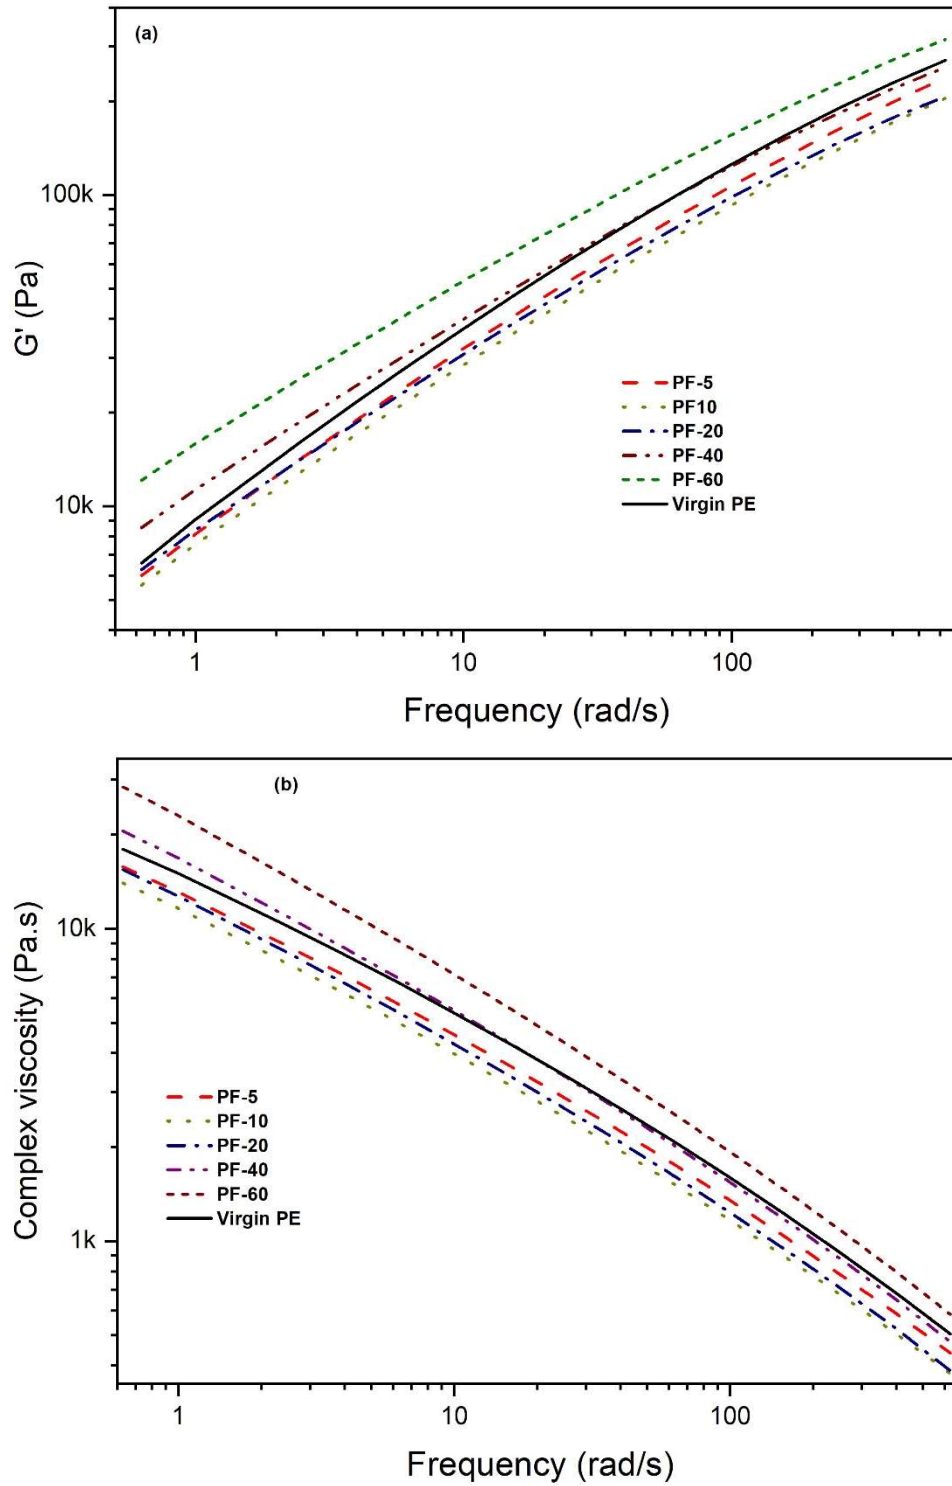 (a)
100k
10k
G' (Pa)
PF-5
PF10
PF-20
PF-40
PF-60
Virgin PE
1 10 100
Frequency (rad/s)
(b)
10k
1k
Complex viscosity (Pa.s)
PF-5
PF-10
PF-20
PF-40
PF-60
Virgin PE
1 10 100
Frequency (rad/s)